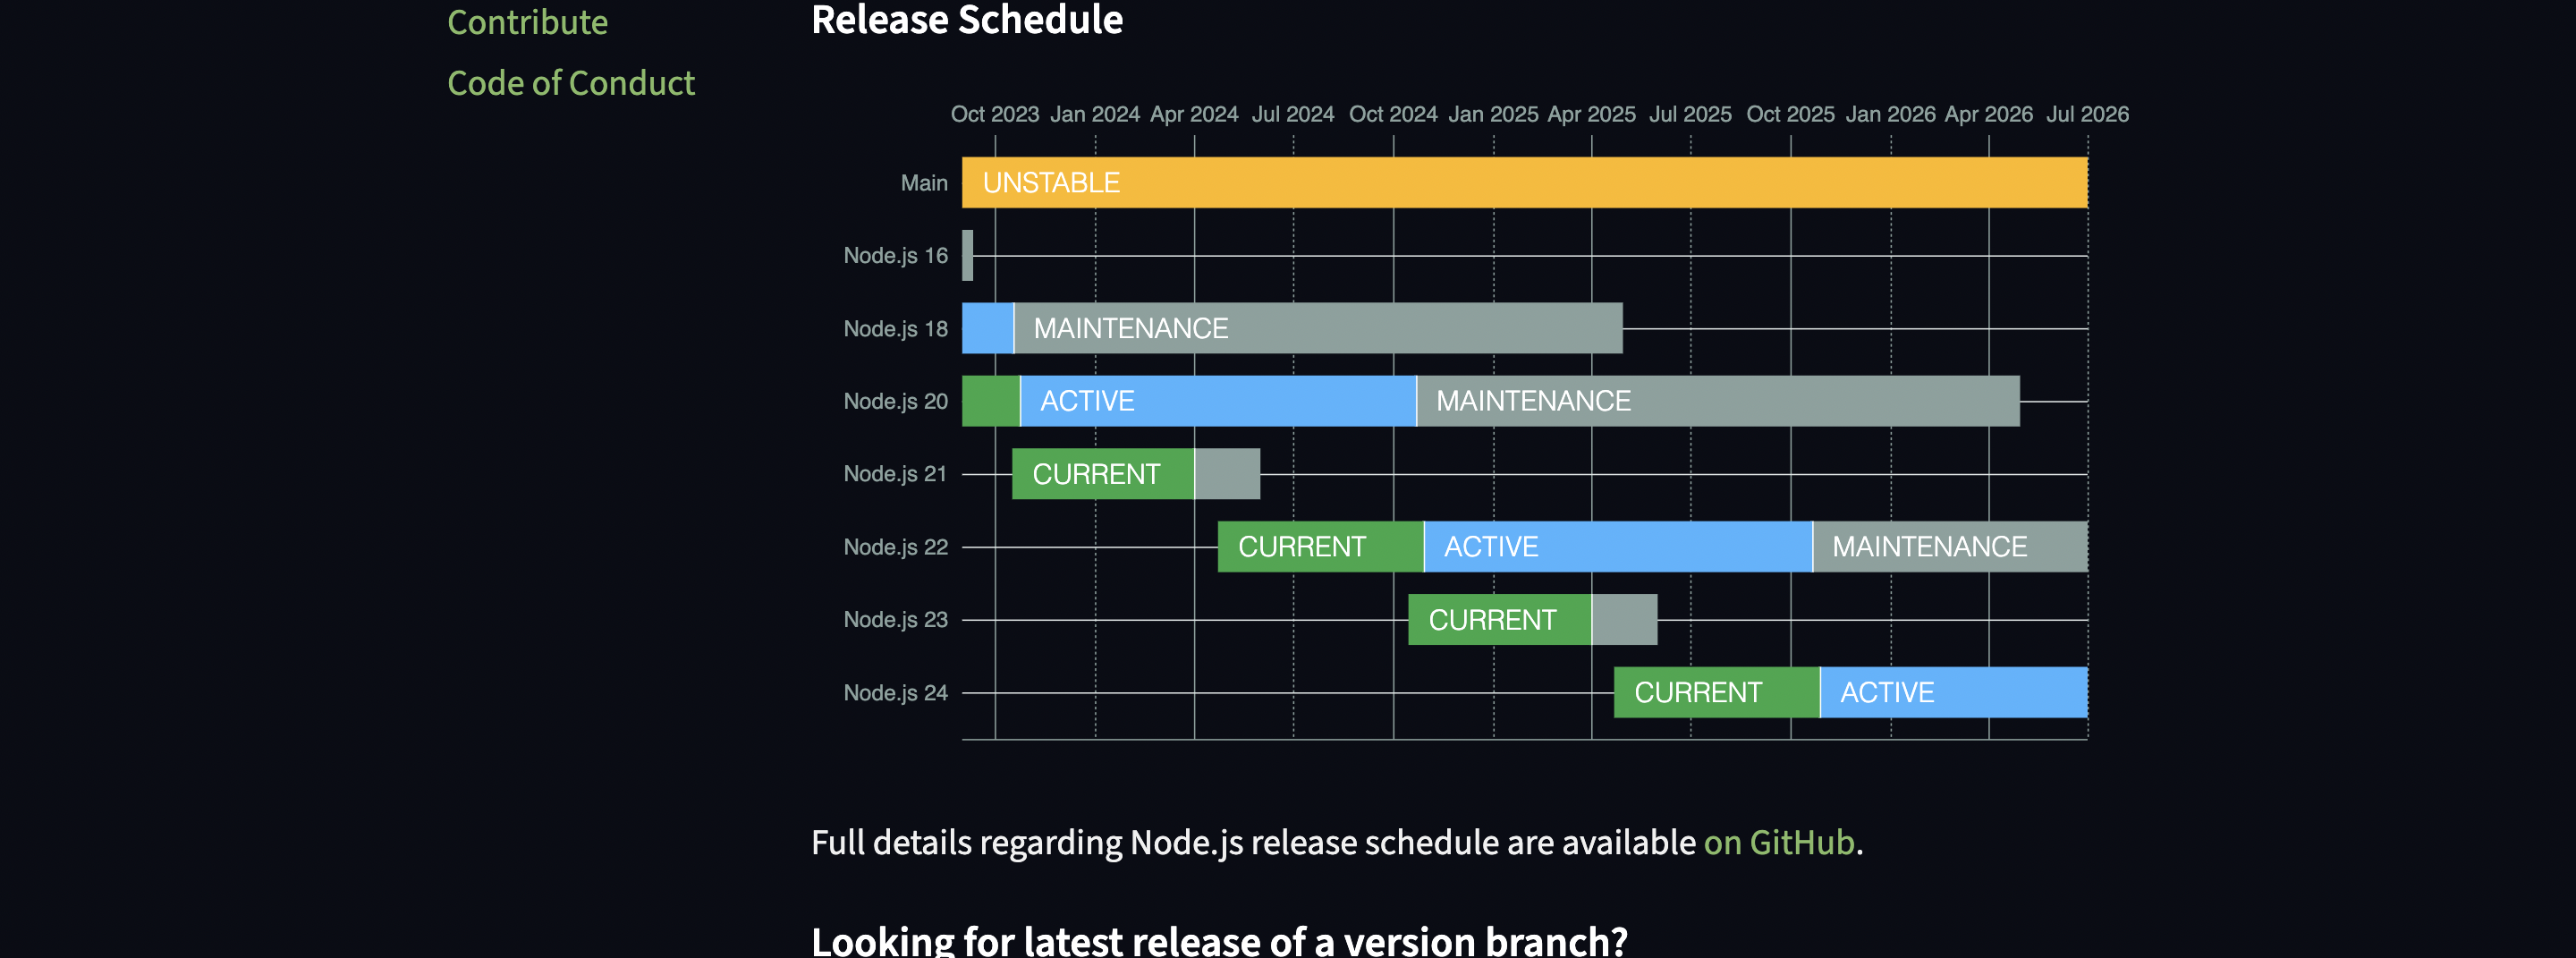 Contribute
Code of Conduct
Release Schedule
Oct 2023 Jan 2024 Apr 2024 Jul 2024 Oct 2024 Jan 2025 Apr 2025 Jul 2025 Oct 2025 Jan 2026 Apr 2026 Jul 2026
Main UNSTABLE
Node.js 16
Node.js 18 MAINTENANCE
Node.js 20 ACTIVE MAINTENANCE
Node.js 21 CURRENT
Node.js 22 CURRENT ACTIVE MAINTENANCE
Node.js 23 CURRENT
Node.js 24 CURRENT ACTIVE
Full details regarding Node.js release schedule are available on GitHub.
Looking for latest release of a version branch?